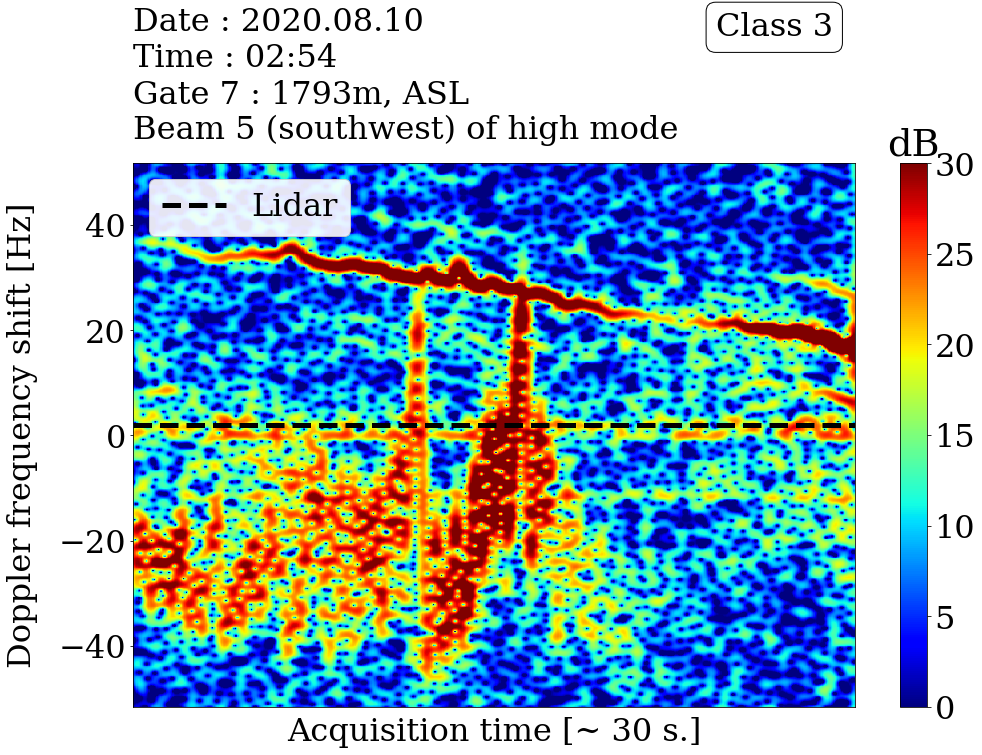 Date : 2020.08.10
Time : 02:54
Gate 7 : 1793m, ASL
Beam 5 (southwest) of high mode
Class 3
dB
Lidar
Doppler frequency shift [Hz]
40
20
0
−20
−40
Acquisition time [~ 30 s.]
30
25
20
15
10
5
0